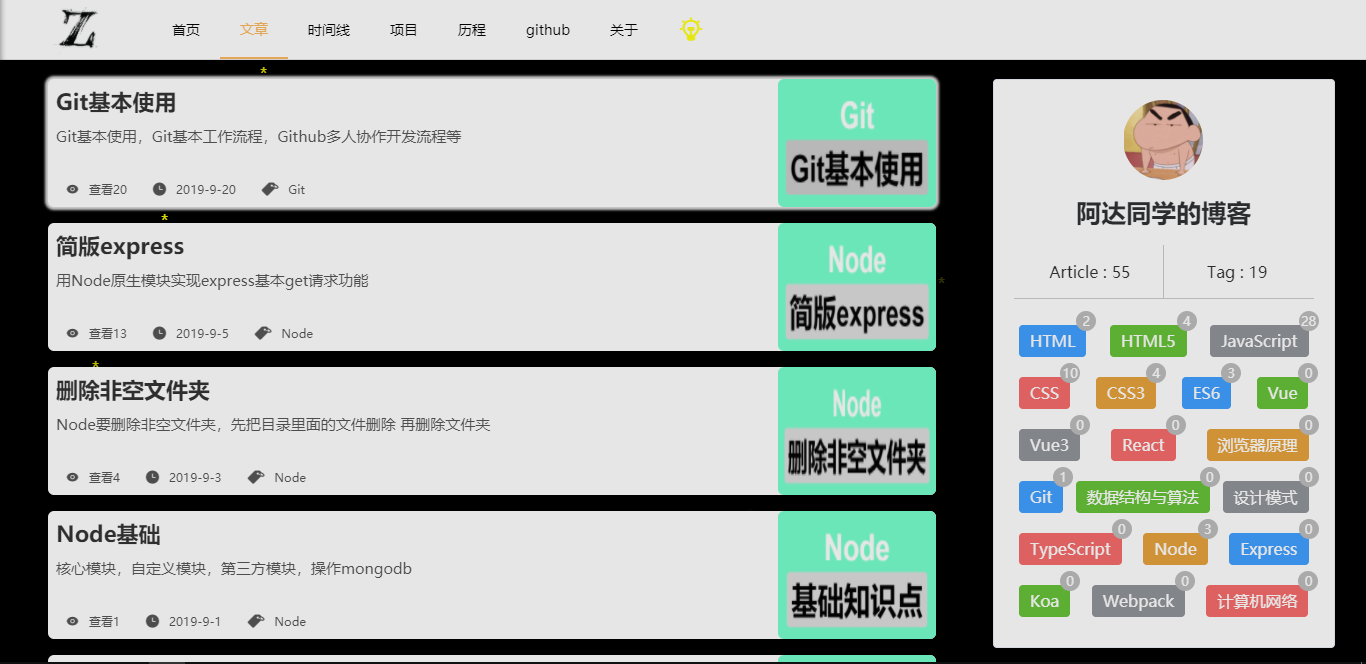 Z
首页 文章 时间线 项目 历程 github 关于
Git基本使用
Git基本使用，Git基本工作流程，Github多人协作开发流程等
查看20 2019-9-20 Git
Git
Git基本使用
简版express
用Node原生模块实现express基本get请求功能
查看13 2019-9-5 Node
Node
简版express
删除非空文件夹
Node要删除非空文件夹，先把目录里面的文件删除 再删除文件夹
查看4 2019-9-3 Node
Node
删除非空文件夹
Node基础
核心模块，自定义模块，第三方模块，操作mongodb
查看1 2019-9-1 Node
Node
基础知识点
阿达同学的博客
Article : 55 Tag : 19
HTML 2 HTML5 4 JavaScript 28
CSS 10 CSS3 4 ES6 3 Vue 0
Vue3 0 React 0 浏览器原理 0
Git 1 数据结构与算法 0 设计模式 0
TypeScript 0 Node 3 Express 0
Koa 0 Webpack 0 计算机网络 0